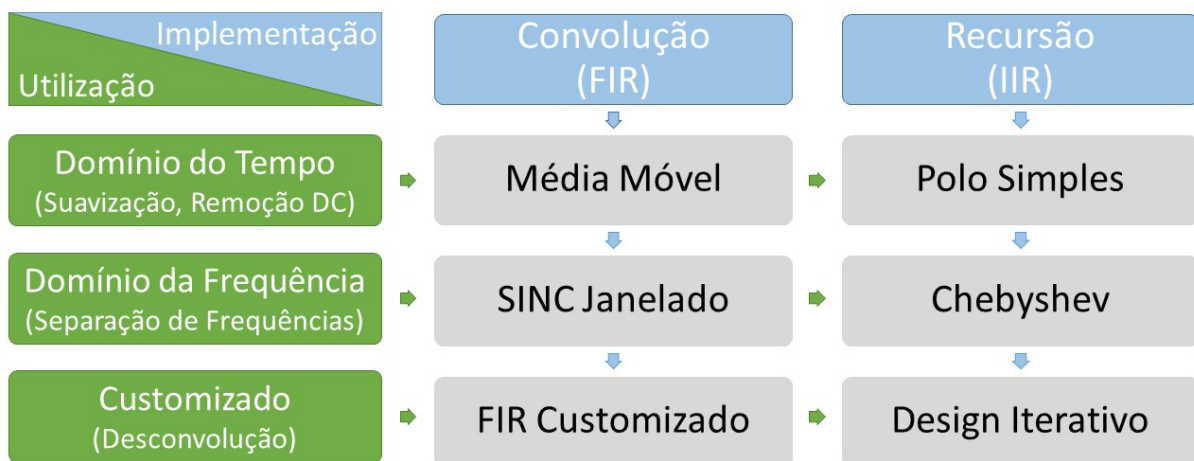 Implementação
Utilização
Convolução
(FIR)
Recursão
(IIR)
Domínio do Tempo
(Suavização, Remoção DC)
Média Móvel
Polo Simples
Domínio da Frequência
(Separação de Frequências)
SINC Janelado
Chebyshev
Customizado
(Desconvolução)
FIR Customizado
Design Iterativo